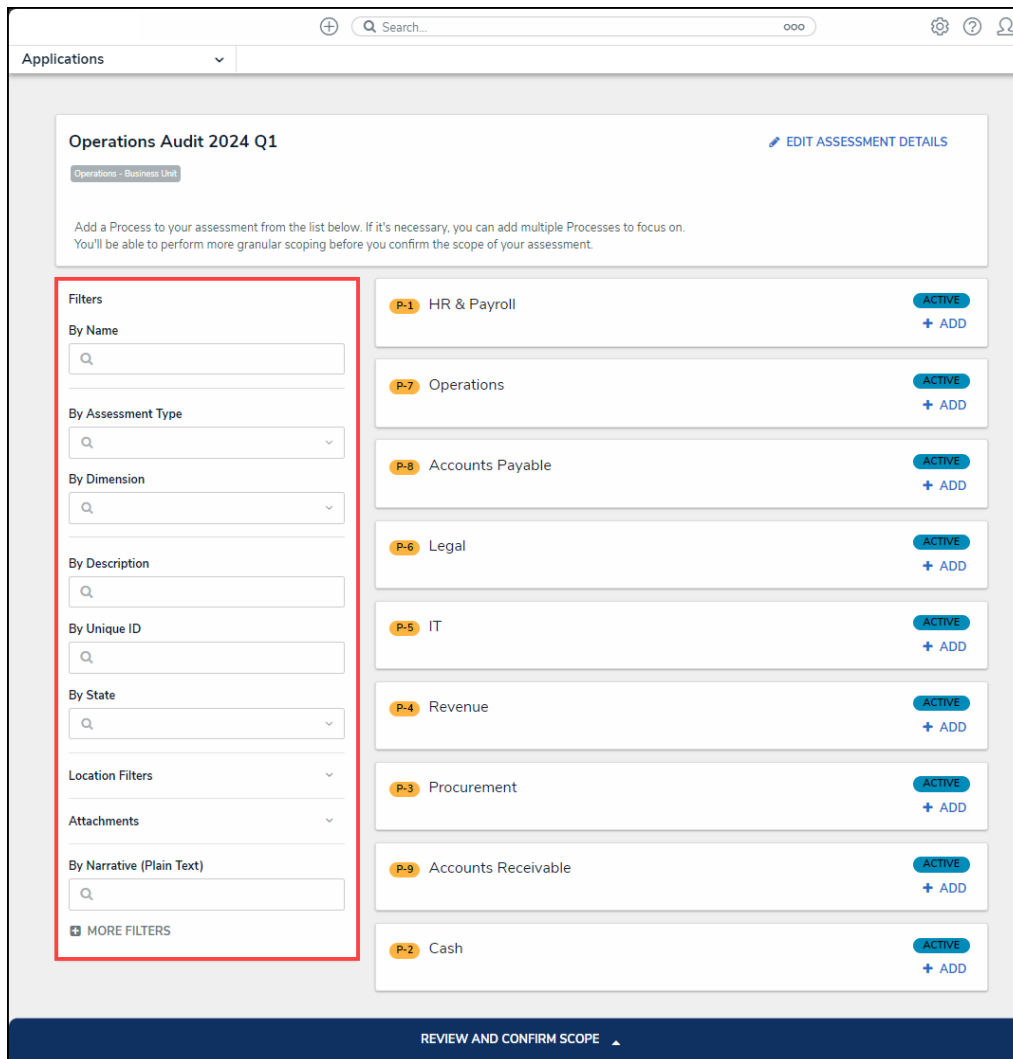 Search...
Applications
Operations Audit 2024 Q1
EDIT ASSESSMENT DETAILS
Operations - Business Unit
Add a Process to your assessment from the list below. If it's necessary, you can add multiple Processes to focus on.
You'll be able to perform more granular scoping before you confirm the scope of your assessment.
Filters
By Name
By Assessment Type
By Dimension
By Description
By Unique ID
By State
Location Filters
Attachments
By Narrative (Plain Text)
MORE FILTERS
P-1 HR & Payroll ACTIVE
+ ADD
P-7 Operations ACTIVE
+ ADD
P-8 Accounts Payable ACTIVE
+ ADD
P-6 Legal ACTIVE
+ ADD
P-5 IT ACTIVE
+ ADD
P-4 Revenue ACTIVE
+ ADD
P-3 Procurement ACTIVE
+ ADD
P-9 Accounts Receivable ACTIVE
+ ADD
P-2 Cash ACTIVE
+ ADD
REVIEW AND CONFIRM SCOPE